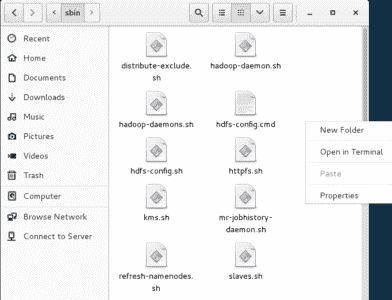 sbin
Recent
Home
Documents
Downloads
Music
Pictures
Videos
Trash
Computer
Browse Network
Connect to Server
distribute-exclude.
sh
hadoop-daemon.sh
hadoop-daemons.sh
hdfs-config.cmd
hdfs-config.sh
httpfs.sh
kms.sh
mr-jobhistory-
daemon.sh
refresh-namenodes.
sh
slaves.sh
New Folder
Open in Terminal
Paste
Properties